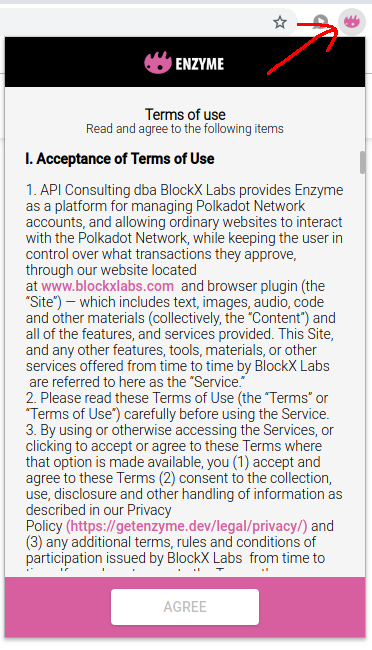 ENZYME
Terms of use
Read and agree to the following items
I. Acceptance of Terms of Use
1. API Consulting dba BlockX Labs provides Enzyme
as a platform for managing Polkadot Network
accounts, and allowing ordinary websites to interact
with the Polkadot Network, while keeping the user in
control over what transactions they approve,
through our website located
at www.blockxlabs.com and browser plugin (the
“Site”) — which includes text, images, audio, code
and other materials (collectively, the “Content”) and
all of the features, and services provided. This Site,
and any other features, tools, materials, or other
services offered from time to time by BlockX Labs
are referred to here as the “Service.”
2. Please read these Terms of Use (the “Terms” or
“Terms of Use”) carefully before using the Service.
3. By using or otherwise accessing the Services, or
clicking to accept or agree to these Terms where
that option is made available, you (1) accept and
agree to these Terms (2) consent to the collection,
use, disclosure and other handling of information as
described in our Privacy
Policy (https://getenzyme.dev/legal/privacy/) and
(3) any additional terms, rules and conditions of
participation issued by BlockX Labs from time to
AGREE